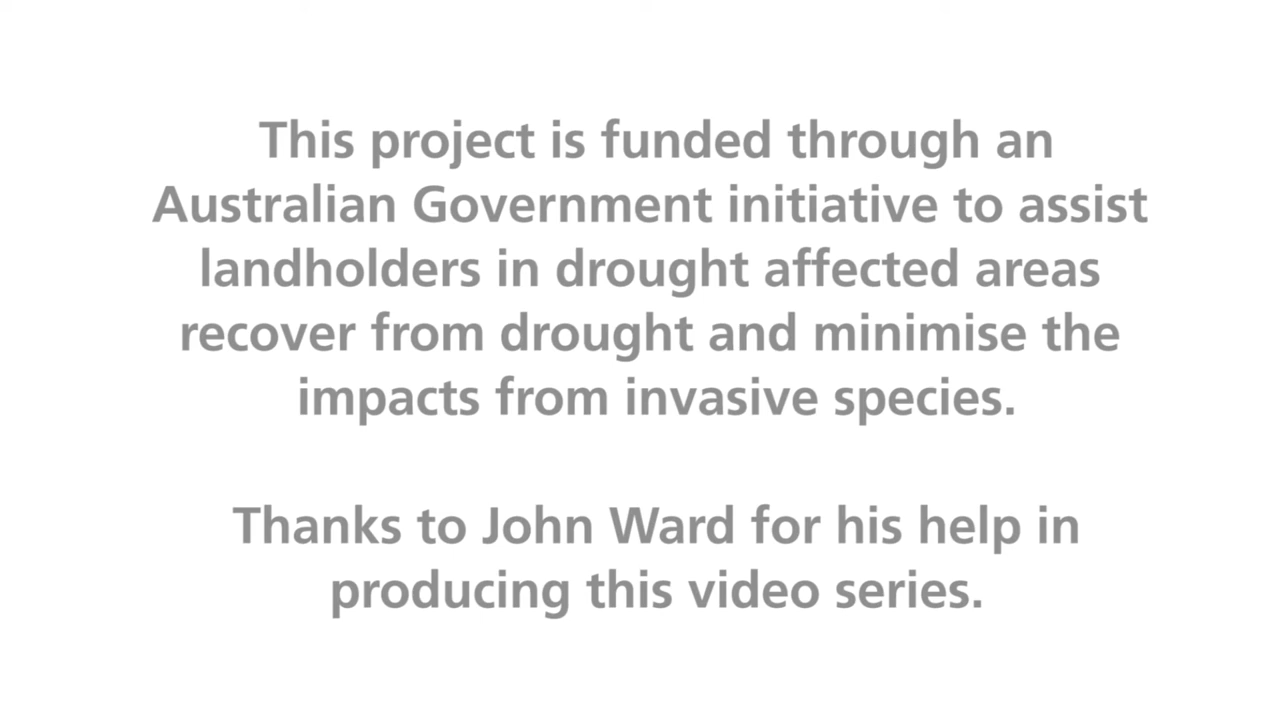 This project is funded through an
Australian Government initiative to assist
landholders in drought affected areas
recover from drought and minimise the
impacts from invasive species.
Thanks to John Ward for his help in
producing this video series.